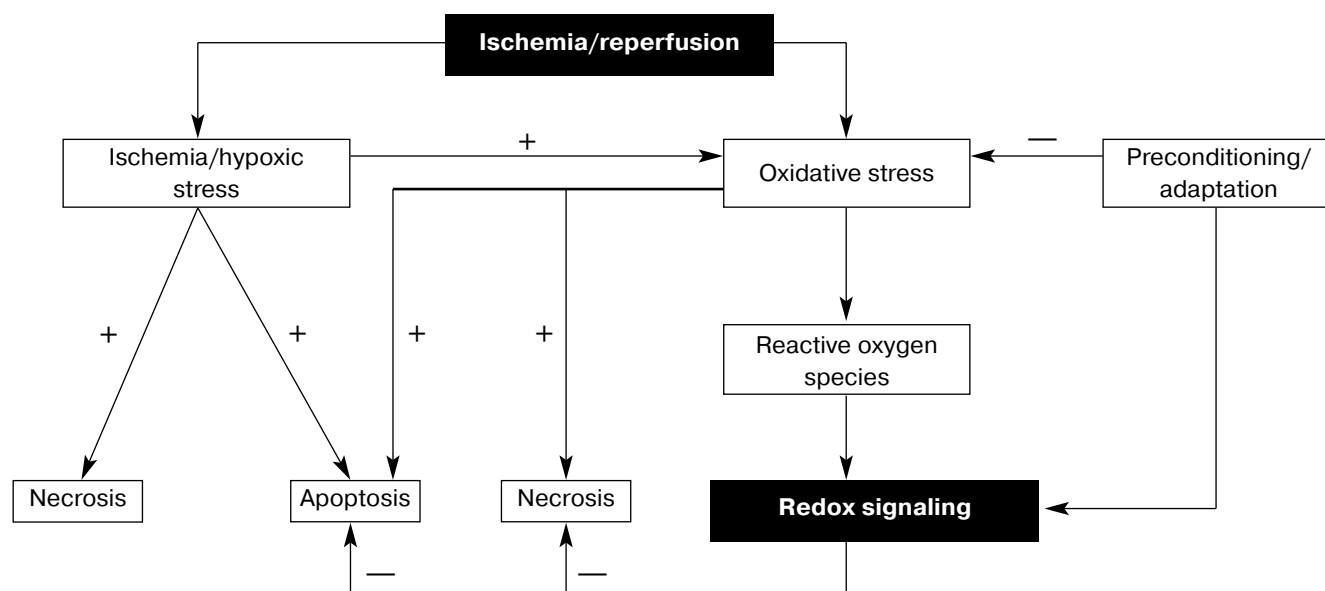 Ischemia/reperfusion
+
—
Ischemia/hypoxic
stress
Oxidative stress
Preconditioning/
adaptation
+
+
+
+
Reactive oxygen
species
Necrosis
Apoptosis
Necrosis
Redox signaling
—
—